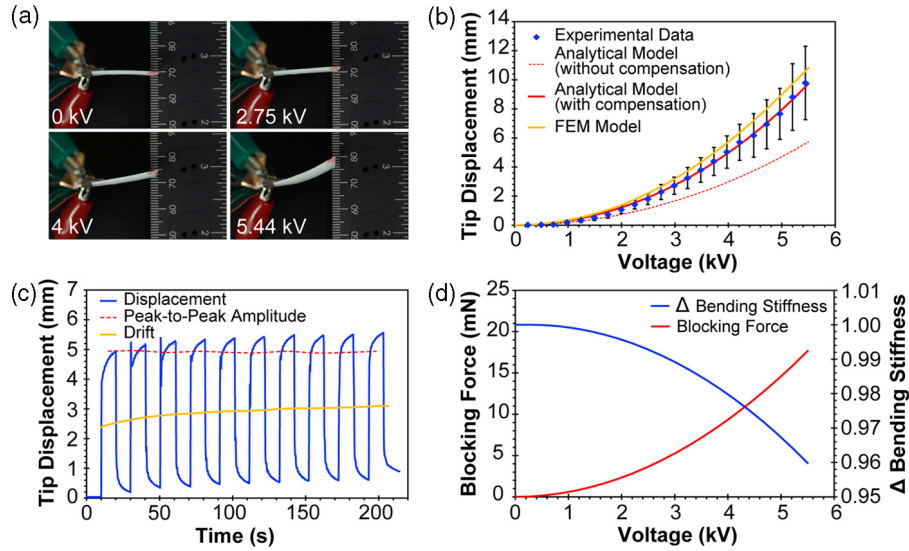 (a)
0 kV
2.75 kV
4 kV
5.44 kV
(b)
Tip Displacement (mm)
14
12
10
8
6
4
2
0
Experimental Data
Analytical Model
(without compensation)
Analytical Model
(with compensation)
FEM Model
0 1 2 3 4 5 6
Voltage (kV)
(c)
Tip Displacement (mm)
7
6
5
4
3
2
1
0
Displacement
Peak-to-Peak Amplitude
Drift
0 50 100 150 200
Time (s)
(d)
Blocking Force (mN)
25
20
15
10
5
0
Δ Bending Stiffness
Blocking Force
1.01
1.00
0.99
0.98
0.97
0.96
0.95
Δ Bending Stiffness
0 1 2 3 4 5 6
Voltage (kV)